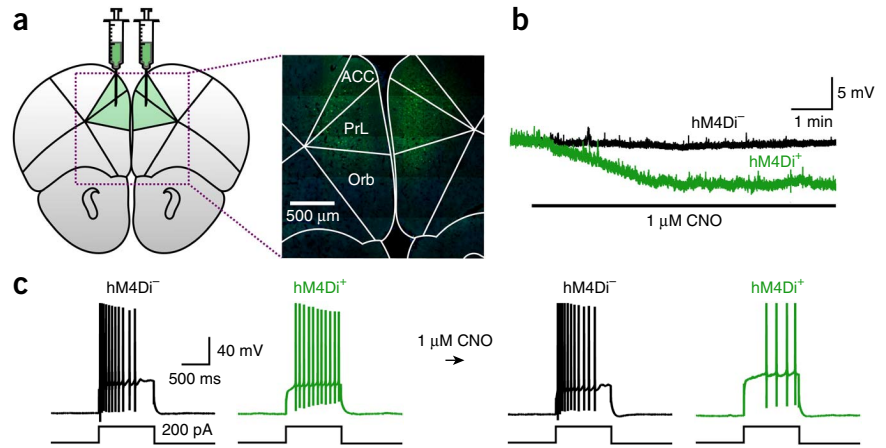 a
ACC
PrL
Orb
500 μm
b
hM4Di⁻
5 mV
1 min
hM4Di⁺
1 μM CNO
c
hM4Di⁻
hM4Di⁺
40 mV
500 ms
200 pA
1 μM CNO
→
hM4Di⁻
hM4Di⁺